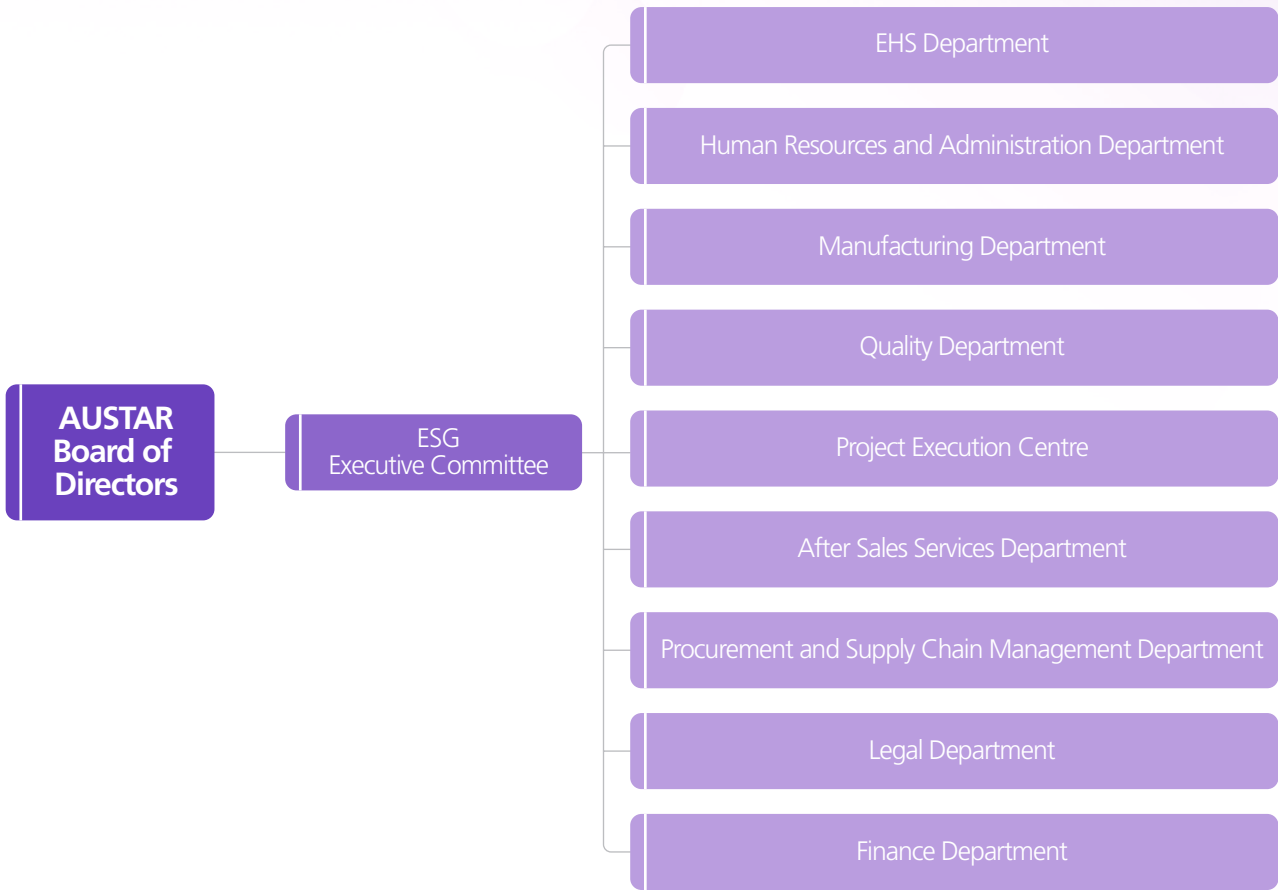 AUSTAR
Board of
Directors
ESG
Executive Committee
EHS Department
Human Resources and Administration Department
Manufacturing Department
Quality Department
Project Execution Centre
After Sales Services Department
Procurement and Supply Chain Management Department
Legal Department
Finance Department